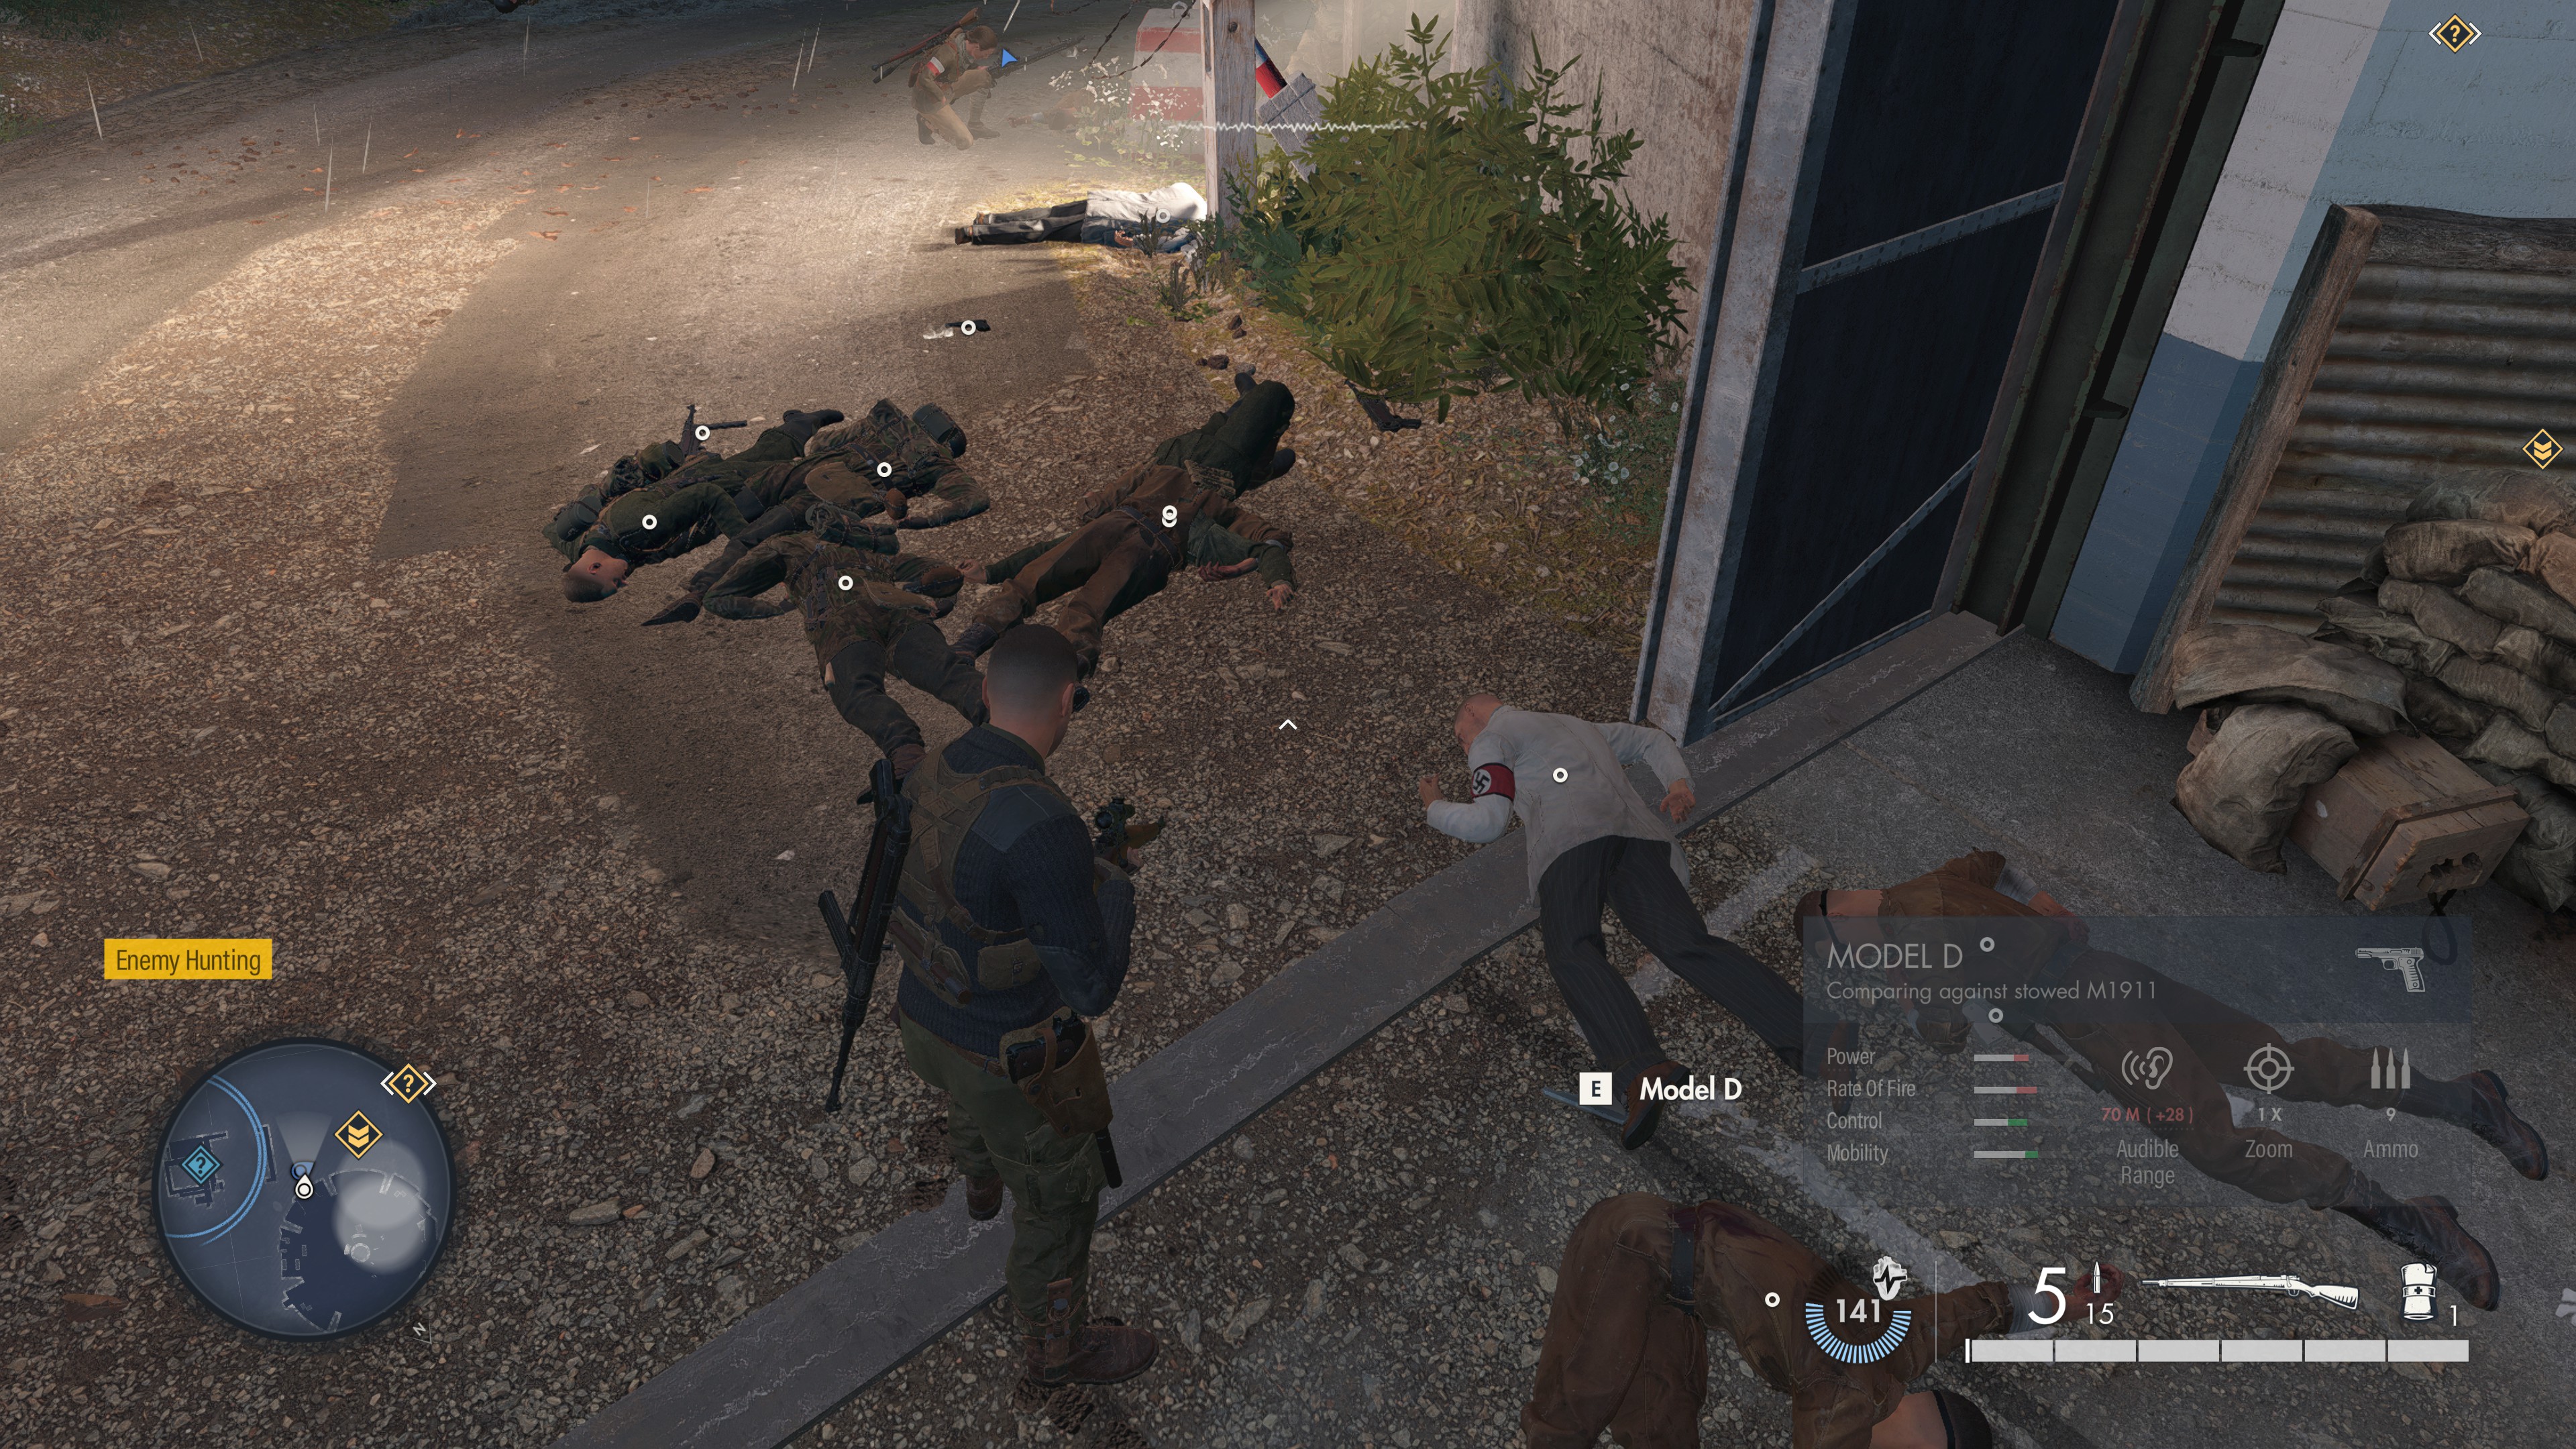 Enemy Hunting
N
E Model D
MODEL D
Comparing against stowed M1911
Power
Rate Of Fire
Control
Mobility
70 M ( +28 )
Audible
Range
1 X
Zoom
9
Ammo
141
5
15
1
?
?
?